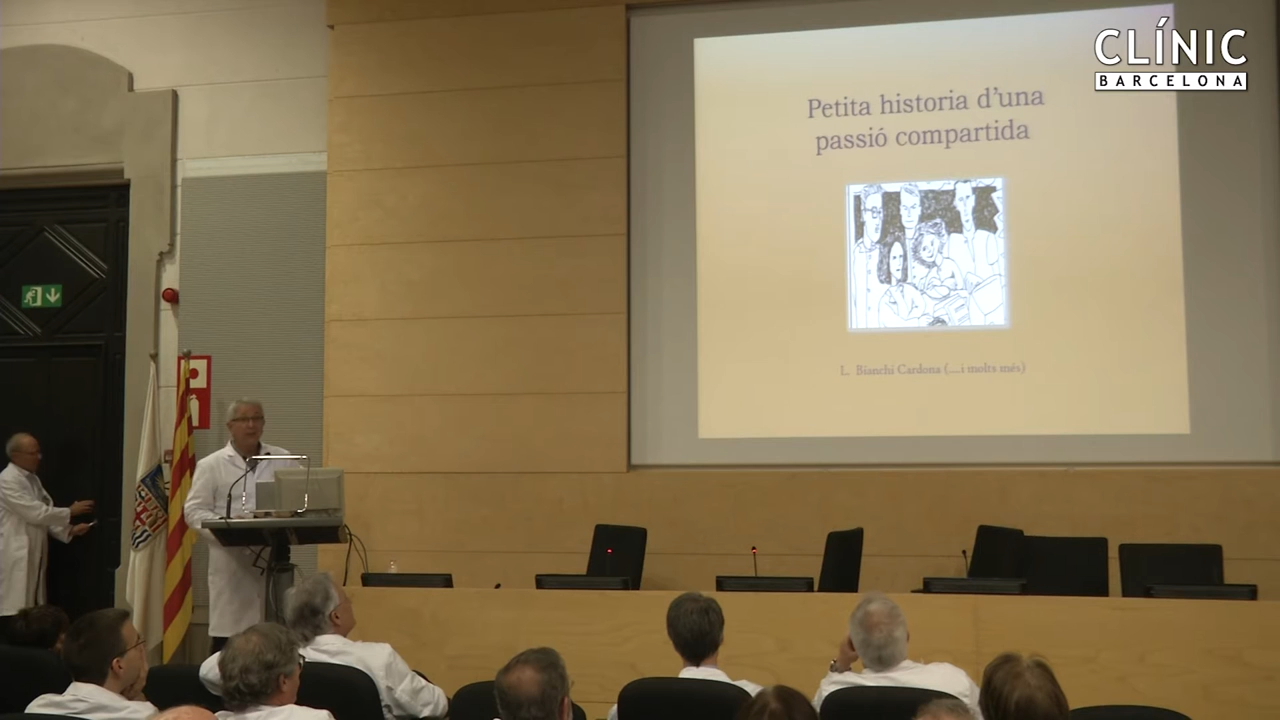 CLÍNIC
BARCELONA
Petita historia d'una
passió compartida
L. Bianchi Cardona (....i molts més)